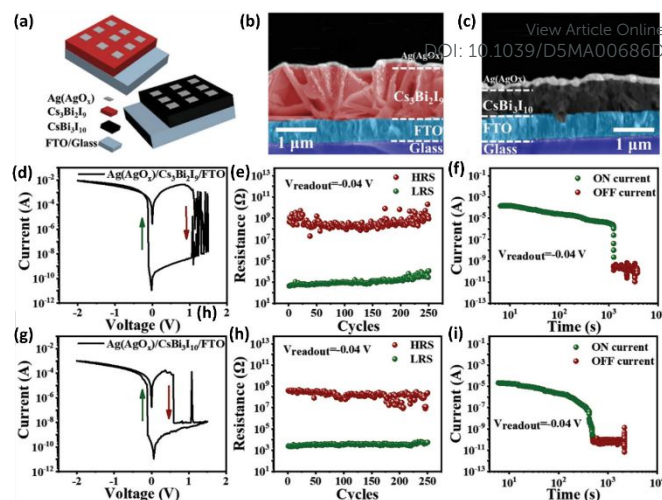 (a)
Ag(AgOₓ)
Cs₃Bi₂I₉
CsBi₃I₁₀
FTO/Glass
(b)
Ag(AgOx)
Cs₃Bi₂I₉
FTO
1 μm
Glass
(c)
View Article Online
DOI: 10.1039/D5MA00686D
Ag(AgOx)
CsBi₃I₁₀
FTO
1 μm
Glass
(d)
Ag(AgOₓ)/Cs₃Bi₂I₉/FTO
Current (A)
10⁰
10⁻²
10⁻⁴
10⁻⁶
10⁻⁸
10⁻¹⁰
10⁻¹²
-2 -1 0 1 2
Voltage (V)
(e)
Vreadout=-0.04 V
HRS
LRS
Resistance (Ω)
10¹³
10¹¹
10⁹
10⁷
10⁵
10³
10¹
0 50 100 150 200 250
Cycles
(f)
ON current
OFF current
Vreadout=-0.04 V
Current (A)
10⁻¹
10⁻³
10⁻⁵
10⁻⁷
10⁻⁹
10⁻¹¹
10⁻¹³
10¹ 10² 10³ 10⁴
Time (s)
(h)
(g)
Ag(AgOₓ)/CsBi₃I₁₀/FTO
Current (A)
10⁰
10⁻²
10⁻⁴
10⁻⁶
10⁻⁸
10⁻¹⁰
10⁻¹²
-2 -1 0 1 2
Voltage (V)
(h)
Vreadout=-0.04 V
HRS
LRS
Resistance (Ω)
10¹³
10¹¹
10⁹
10⁷
10⁵
10³
10¹
0 50 100 150 200 250
Cycles
(i)
ON current
OFF current
Vreadout=-0.04 V
Current (A)
10⁻¹
10⁻³
10⁻⁵
10⁻⁷
10⁻⁹
10⁻¹¹
10⁻¹³
10¹ 10² 10³ 10⁴
Time (s)